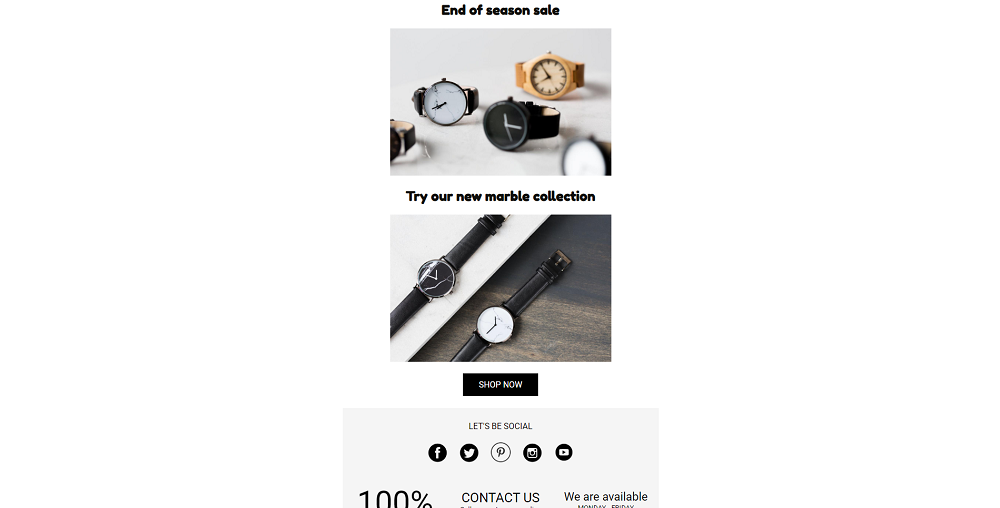 End of season sale
Try our new marble collection
SHOP NOW
LET'S BE SOCIAL
100% CONTACT US We are available
MONDAY - FRIDAY